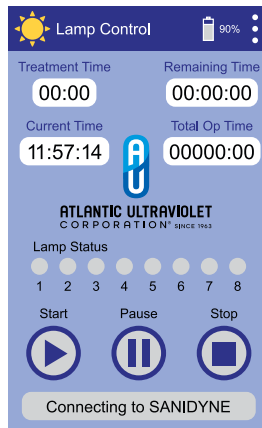 Lamp Control 90%
Treatment Time Remaining Time
00:00 00:00:00
Current Time Total Op Time
11:57:14 00000:00
AU
ATLANTIC ULTRAVIOLET
CORPORATION® SINCE 1963
Lamp Status
1 2 3 4 5 6 7 8
Start Pause Stop
Connecting to SANIDYNE